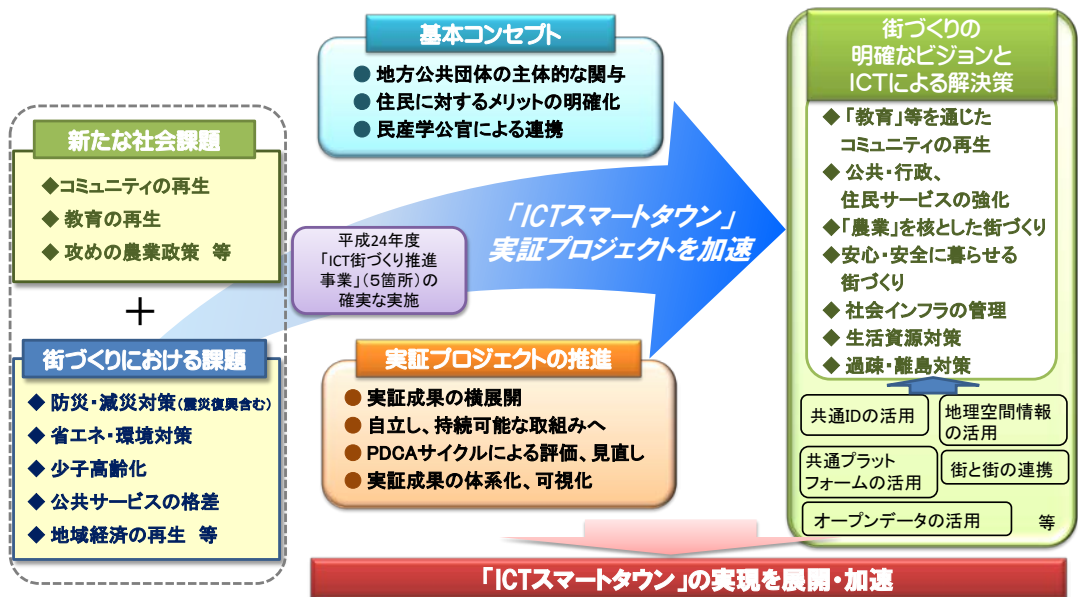 新たな社会課題
◆コミュニティの再生
◆教育の再生
◆攻めの農業政策 等
＋
街づくりにおける課題
◆防災・減災対策(震災復興含む)
◆省エネ・環境対策
◆少子高齢化
◆公共サービスの格差
◆地域経済の再生 等
基本コンセプト
●地方公共団体の主体的な関与
●住民に対するメリットの明確化
●民産学公官による連携
平成24年度
「ICT街づくり推進
事業」(5箇所)の
確実な実施
「ICTスマートタウン」
実証プロジェクトを加速
実証プロジェクトの推進
●実証成果の横展開
●自立し、持続可能な取組みへ
●PDCAサイクルによる評価、見直し
●実証成果の体系化、可視化
街づくりの
明確なビジョンと
ICTによる解決策
◆「教育」等を通じた
コミュニティの再生
◆公共・行政、
住民サービスの強化
◆「農業」を核とした街づくり
◆安心・安全に暮らせる
街づくり
◆社会インフラの管理
◆生活資源対策
◆過疎・離島対策
共通IDの活用
地理空間情報
の活用
共通プラット
フォームの活用
街と街の連携
オープンデータの活用
等
「ICTスマートタウン」の実現を展開・加速